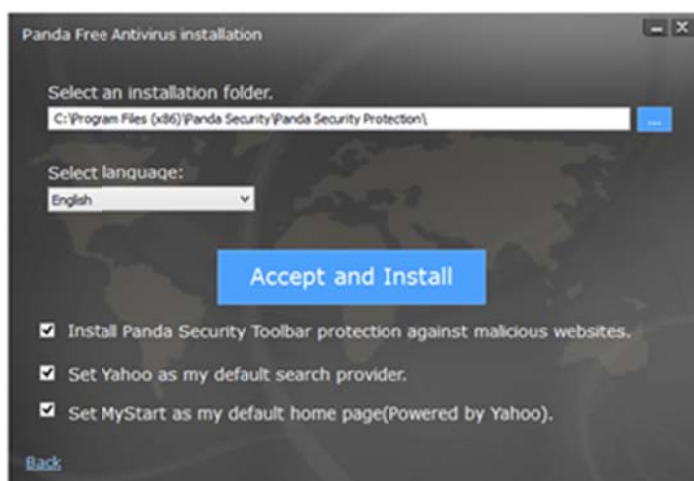 Panda Free Antivirus installation
Select an installation folder.
C:\Program Files (x86)\Panda Security\Panda Security Protection\
...
Select language:
English
Accept and Install
Install Panda Security Toolbar protection against malicious websites.
Set Yahoo as my default search provider.
Set MyStart as my default home page(Powered by Yahoo).
Back